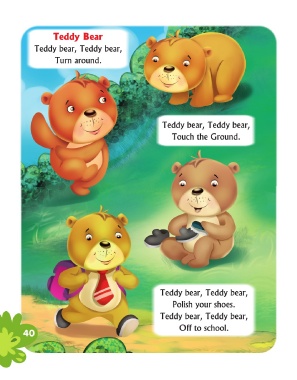 Teddy Bear
Teddy bear, Teddy bear,
Turn around.
Teddy bear, Teddy bear,
Touch the Ground.
Teddy bear, Teddy bear,
Polish your shoes.
Teddy bear, Teddy bear,
Off to school.
40